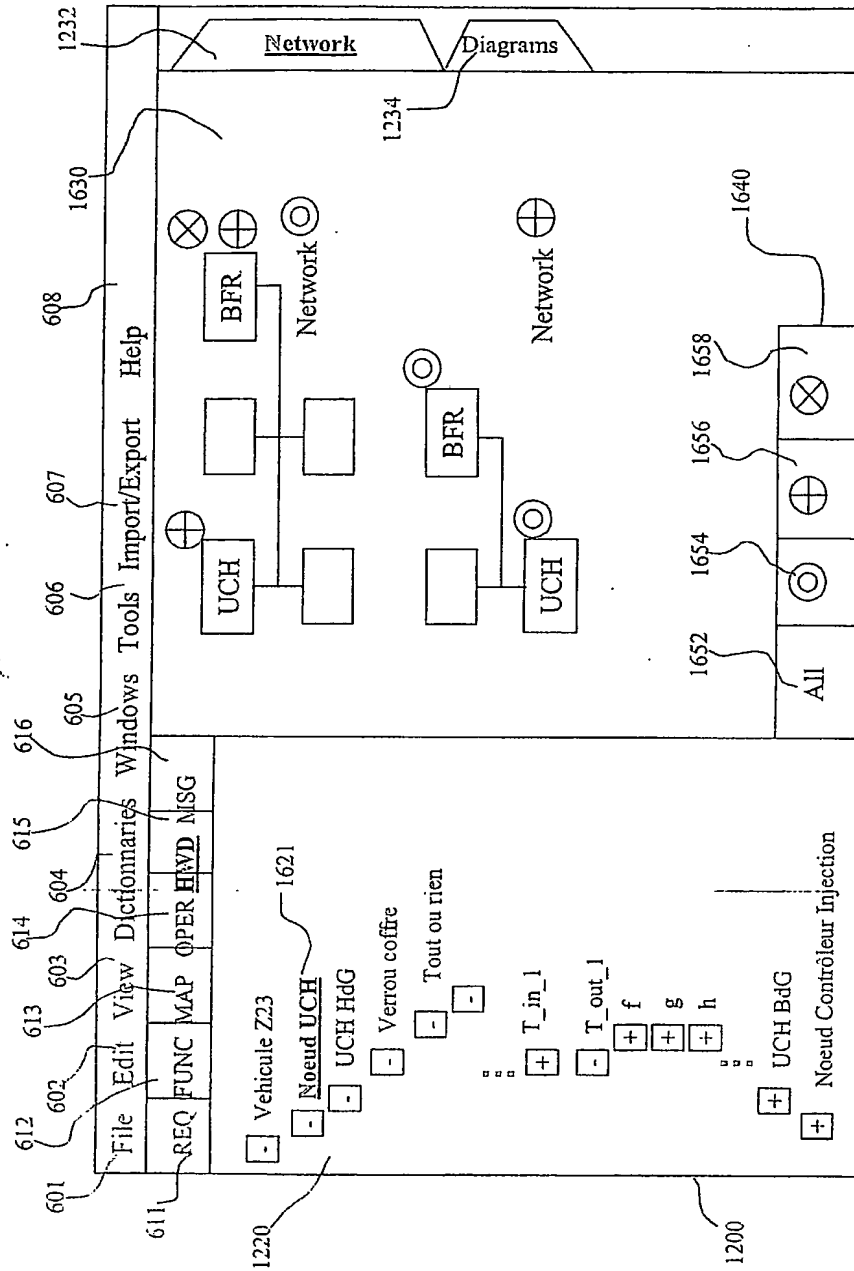 612 615 616
601 602 603 604 605 606 607 608 1630 1232
614
613
File Edit View Dictionnaries Windows Tools Import/Export Help
611
REQ FUNC MAP OPER HWD MSG
Vehicule Z23
1621
Noeud UCH
UCH HdG
Verrou coffre
Tout ou rien
T_in_1
T_out_1
f
g
h
UCH BdG
Noeud Contrôleur Injection
1220
1200
UCH BFR
Network
BFR
UCH
Network
Network
Diagrams
1234
1652 1654 1656 1658 1640
All